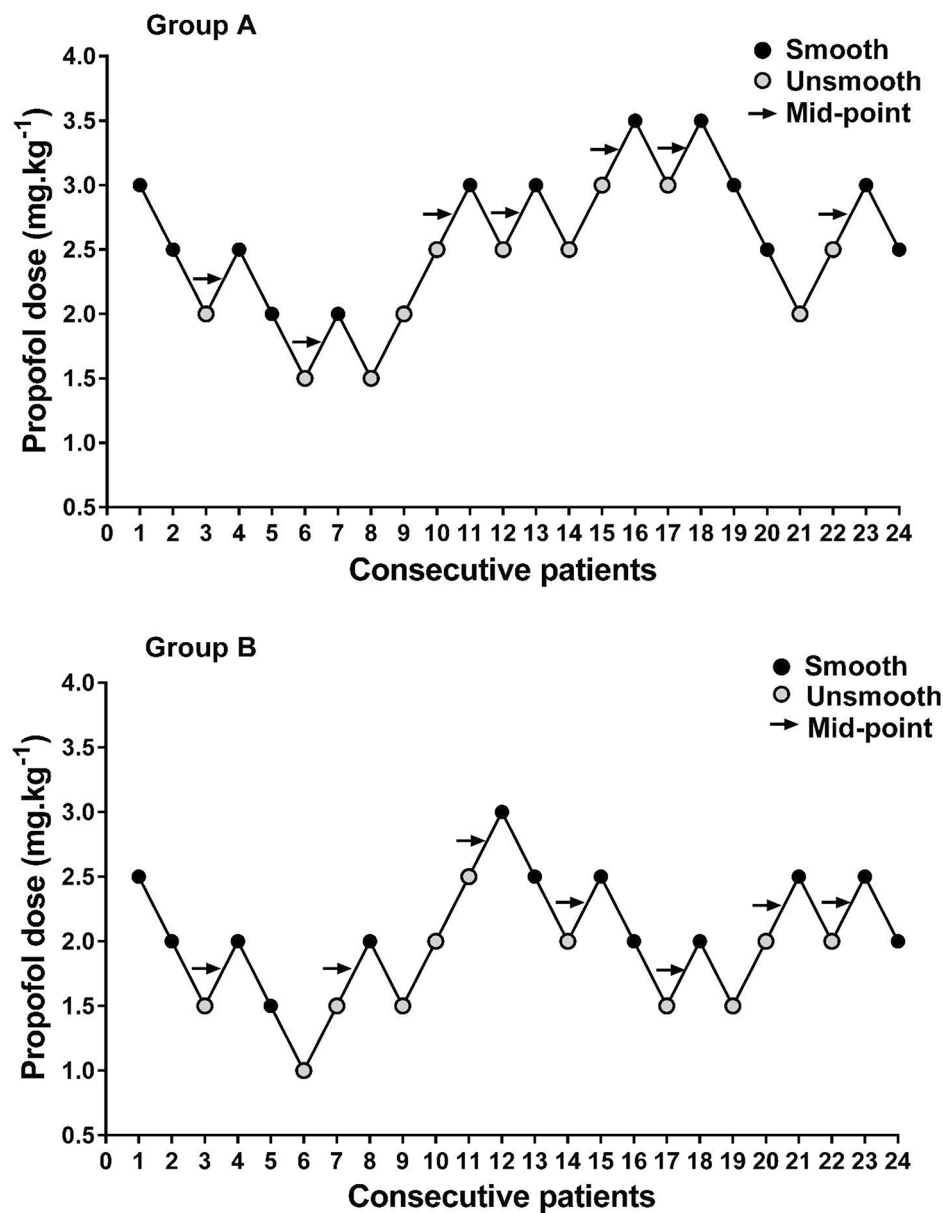 Group A
Smooth
Unsmooth
Mid-point
Propofol dose (mg.kg⁻¹)
4.0
3.5
3.0
2.5
2.0
1.5
1.0
0.5
0 1 2 3 4 5 6 7 8 9 10 11 12 13 14 15 16 17 18 19 20 21 22 23 24
Consecutive patients
Group B
Smooth
Unsmooth
Mid-point
Propofol dose (mg.kg⁻¹)
4.0
3.5
3.0
2.5
2.0
1.5
1.0
0.5
0 1 2 3 4 5 6 7 8 9 10 11 12 13 14 15 16 17 18 19 20 21 22 23 24
Consecutive patients